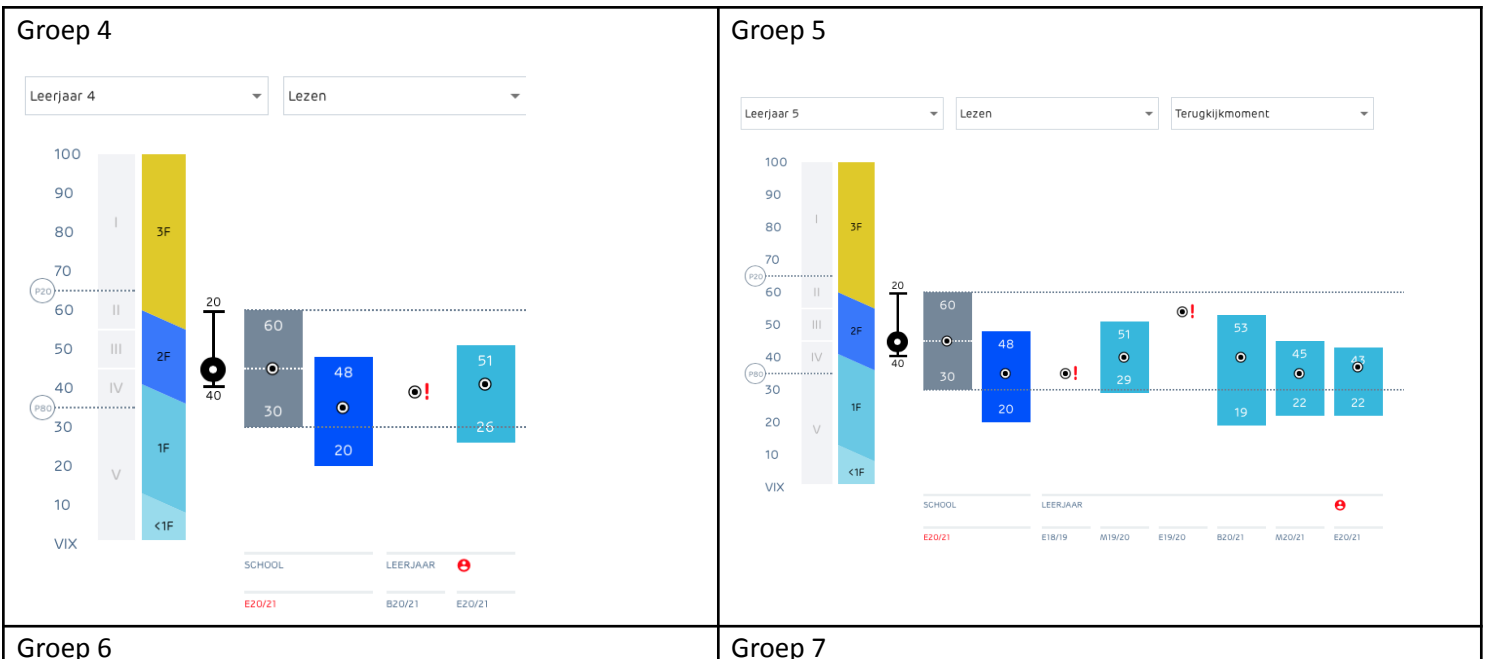 Groep 4
Leerjaar 4
Lezen
100
90
80
70
60
50
40
30
20
10
VIX
P20
P80
I
II
III
IV
V
3F
2F
1F
<1F
20
40
60
30
48
20
!
51
26
SCHOOL
LEERJAAR
E20/21
B20/21
E20/21
Groep 5
Leerjaar 5
Lezen
Terugkijkmoment
100
90
80
70
60
50
40
30
20
10
VIX
P20
P80
I
II
III
IV
V
3F
2F
1F
<1F
20
40
60
30
48
20
!
51
29
!
53
19
45
22
43
22
SCHOOL
LEERJAAR
E20/21
E18/19
M19/20
E19/20
B20/21
M20/21
E20/21
Groep 6
Groep 7